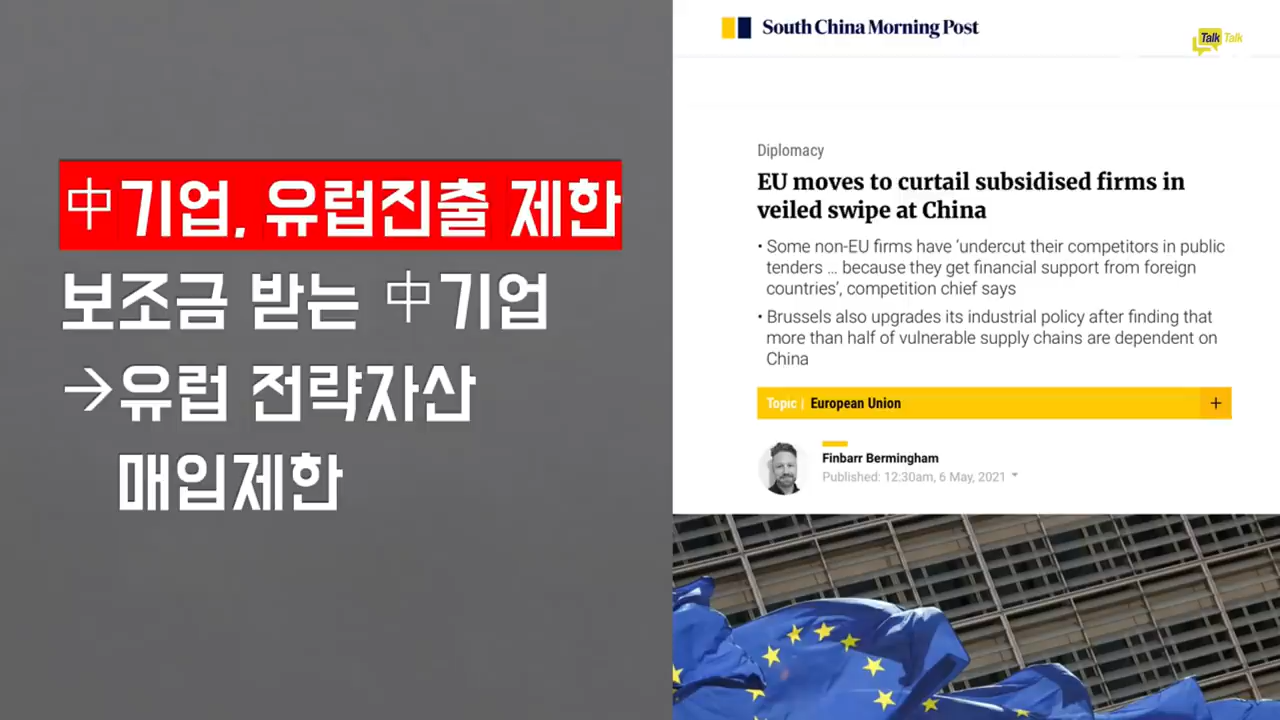 中기업, 유럽진출 제한
보조금 받는 中기업
→유럽 전략자산
매입제한
South China Morning Post
Talk Talk
Diplomacy
EU moves to curtail subsidised firms in
veiled swipe at China
• Some non-EU firms have ‘undercut their competitors in public
tenders ... because they get financial support from foreign
countries’, competition chief says
• Brussels also upgrades its industrial policy after finding that
more than half of vulnerable supply chains are dependent on
China
Topic | European Union +
Finbarr Bermingham
Published: 12:30am, 6 May, 2021